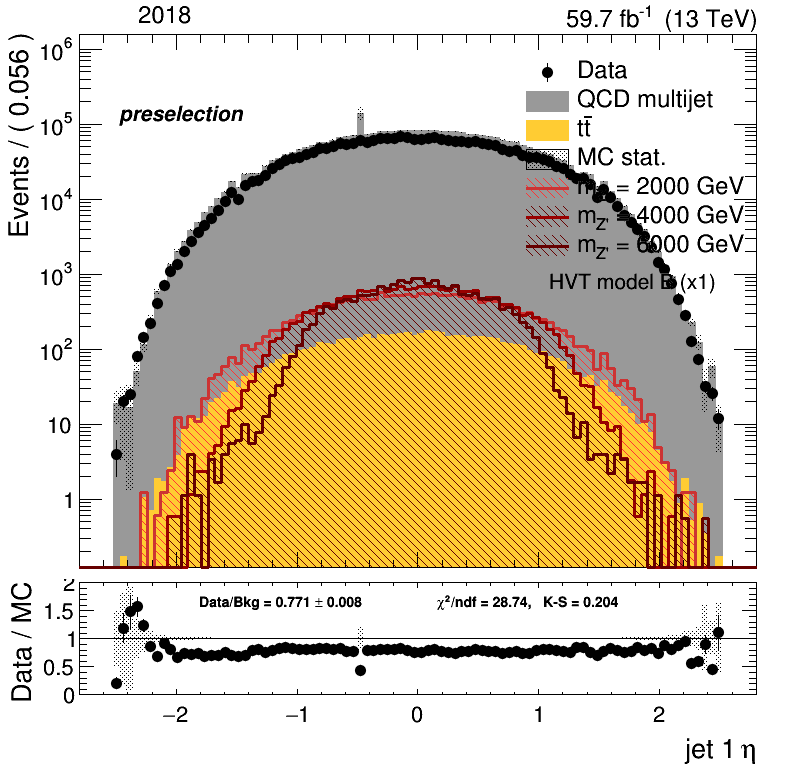 2018 59.7 fb⁻¹ (13 TeV)
Events / ( 0.056 )
10⁶
10⁵
10⁴
10³
10²
10
1
preselection
Data
QCD multijet
tt̄
MC stat.
m_Z' = 2000 GeV
m_Z' = 4000 GeV
m_Z' = 6000 GeV
HVT model B (x1)
Data / MC
2
1.5
1
0.5
0
Data/Bkg = 0.771 ± 0.008 χ²/ndf = 28.74, K-S = 0.204
−2 −1 0 1 2
jet 1 η